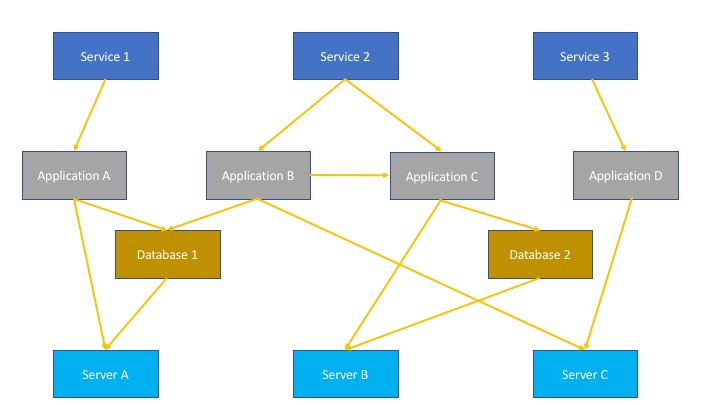 Service 1
Service 2
Service 3
Application A
Application B
Application C
Application D
Database 1
Database 2
Server A
Server B
Server C